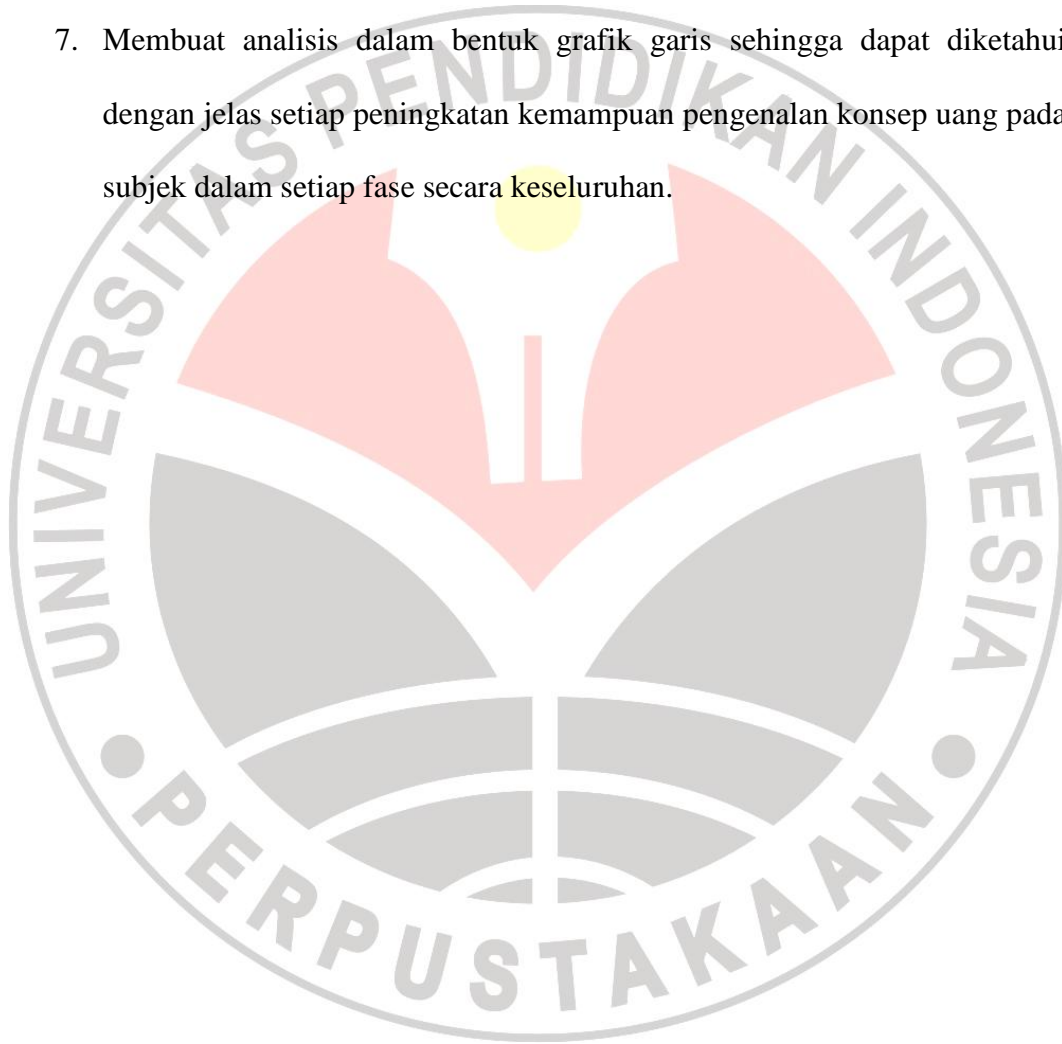 7. Membuat analisis dalam bentuk grafik garis sehingga dapat diketahui
dengan jelas setiap peningkatan kemampuan pengenalan konsep uang pada
subjek dalam setiap fase secara keseluruhan.
UNIVERSITAS PENDIDIKAN INDONESIA
PERPUSTAKAAN